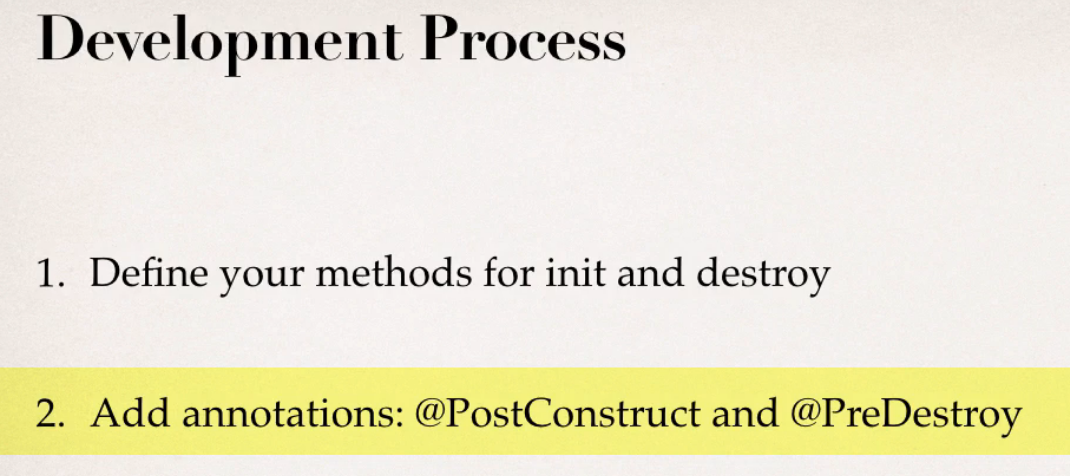 Development Process
1. Define your methods for init and destroy
2. Add annotations: @PostConstruct and @PreDestroy